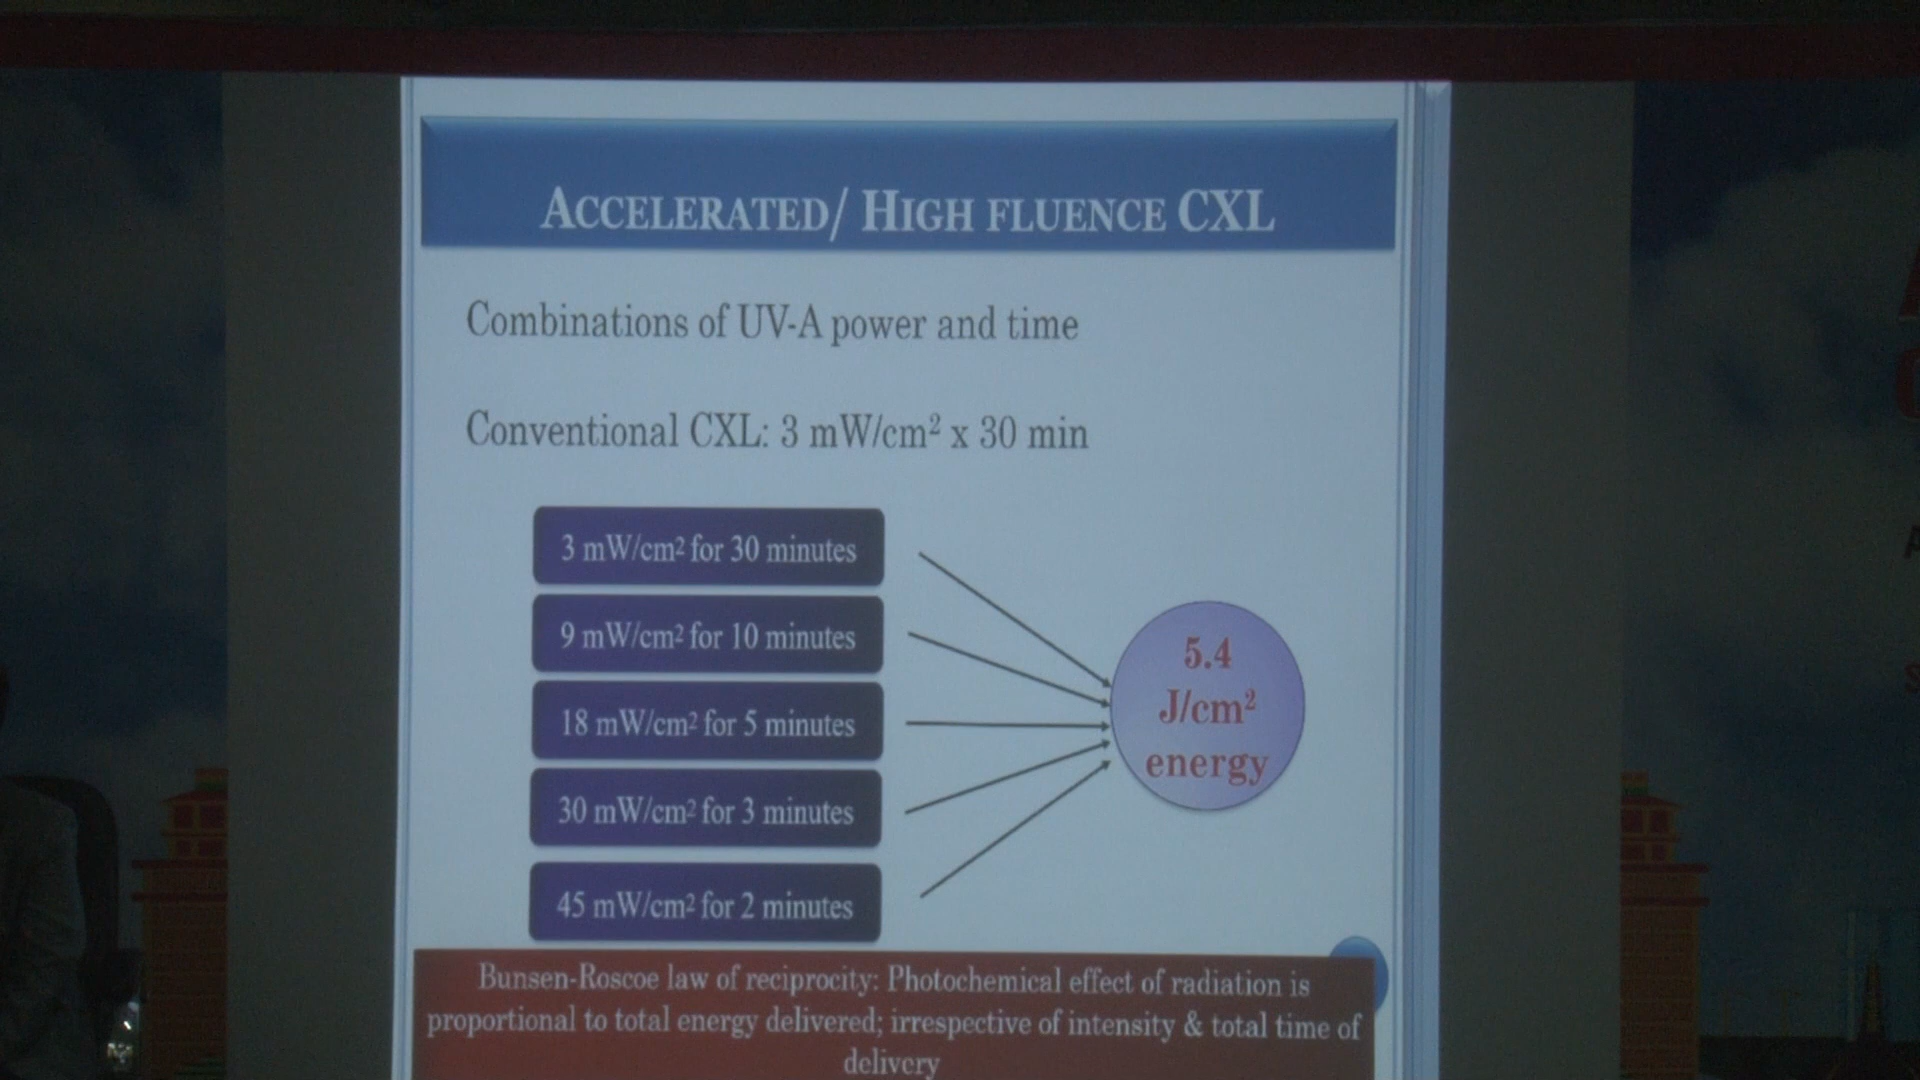 ACCELERATED/ HIGH FLUENCE CXL
Combinations of UV-A power and time
Conventional CXL: 3 mW/cm² x 30 min
3 mW/cm² for 30 minutes
9 mW/cm² for 10 minutes
18 mW/cm² for 5 minutes
30 mW/cm² for 3 minutes
45 mW/cm² for 2 minutes
5.4
J/cm²
energy
Bunsen-Roscoe law of reciprocity: Photochemical effect of radiation is
proportional to total energy delivered; irrespective of intensity & total time of
delivery